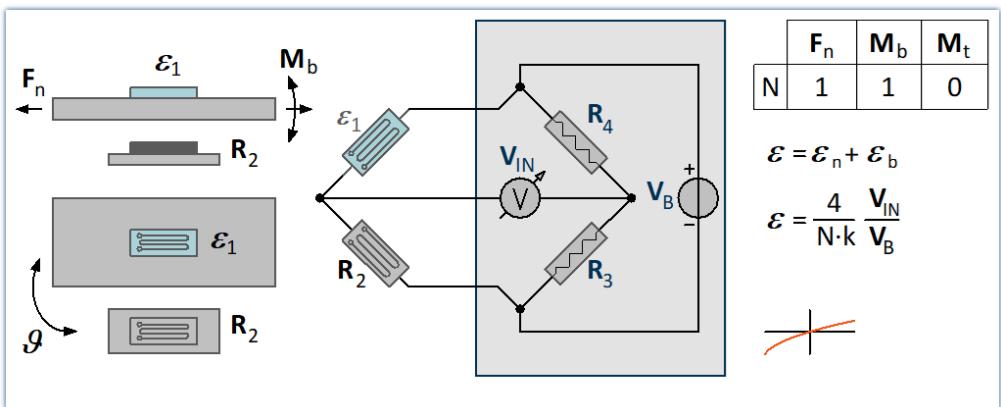 F_n
ε_1
M_b
R_2
ε_1
R_2
ϑ
ε_1
R_2
R_4
V_IN
V
R_3
V_B
+
−
F_n M_b M_t
N 1 1 0
ε = ε_n + ε_b
ε = 4/(N·k) V_IN/V_B